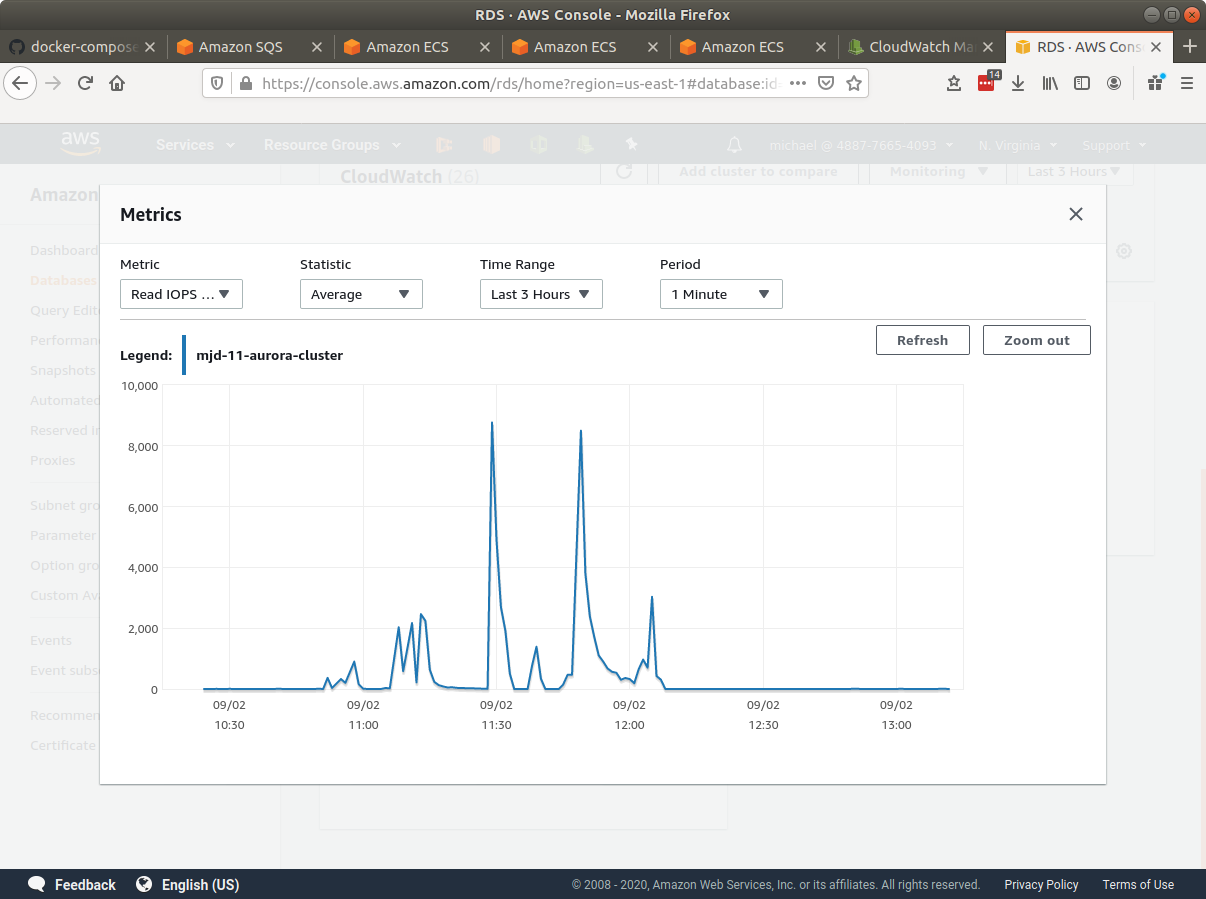 RDS · AWS Console - Mozilla Firefox
docker-compose
Amazon SQS
Amazon ECS
Amazon ECS
Amazon ECS
CloudWatch Ma
RDS · AWS Cons
https://console.aws.amazon.com/rds/home?region=us-east-1#database:id
14
aws
Services
Resource Groups
michael @ 4887-7665-4093
N. Virginia
Support
CloudWatch (26)
Add cluster to compare
Monitoring
Last 3 Hours
Amazon
Dashboard
Databases
Query Edit
Performan
Snapshots
Automated
Reserved in
Proxies
Subnet gro
Parameter
Option gro
Custom Ava
Events
Event subs
Recommen
Certificate
Metrics
Metric
Statistic
Time Range
Period
Read IOPS ...
Average
Last 3 Hours
1 Minute
Refresh
Zoom out
Legend:
mjd-11-aurora-cluster
10,000
8,000
6,000
4,000
2,000
0
09/02 09/02 09/02 09/02 09/02 09/02
10:30 11:00 11:30 12:00 12:30 13:00
Feedback
English (US)
© 2008 - 2020, Amazon Web Services, Inc. or its affiliates. All rights reserved.
Privacy Policy
Terms of Use